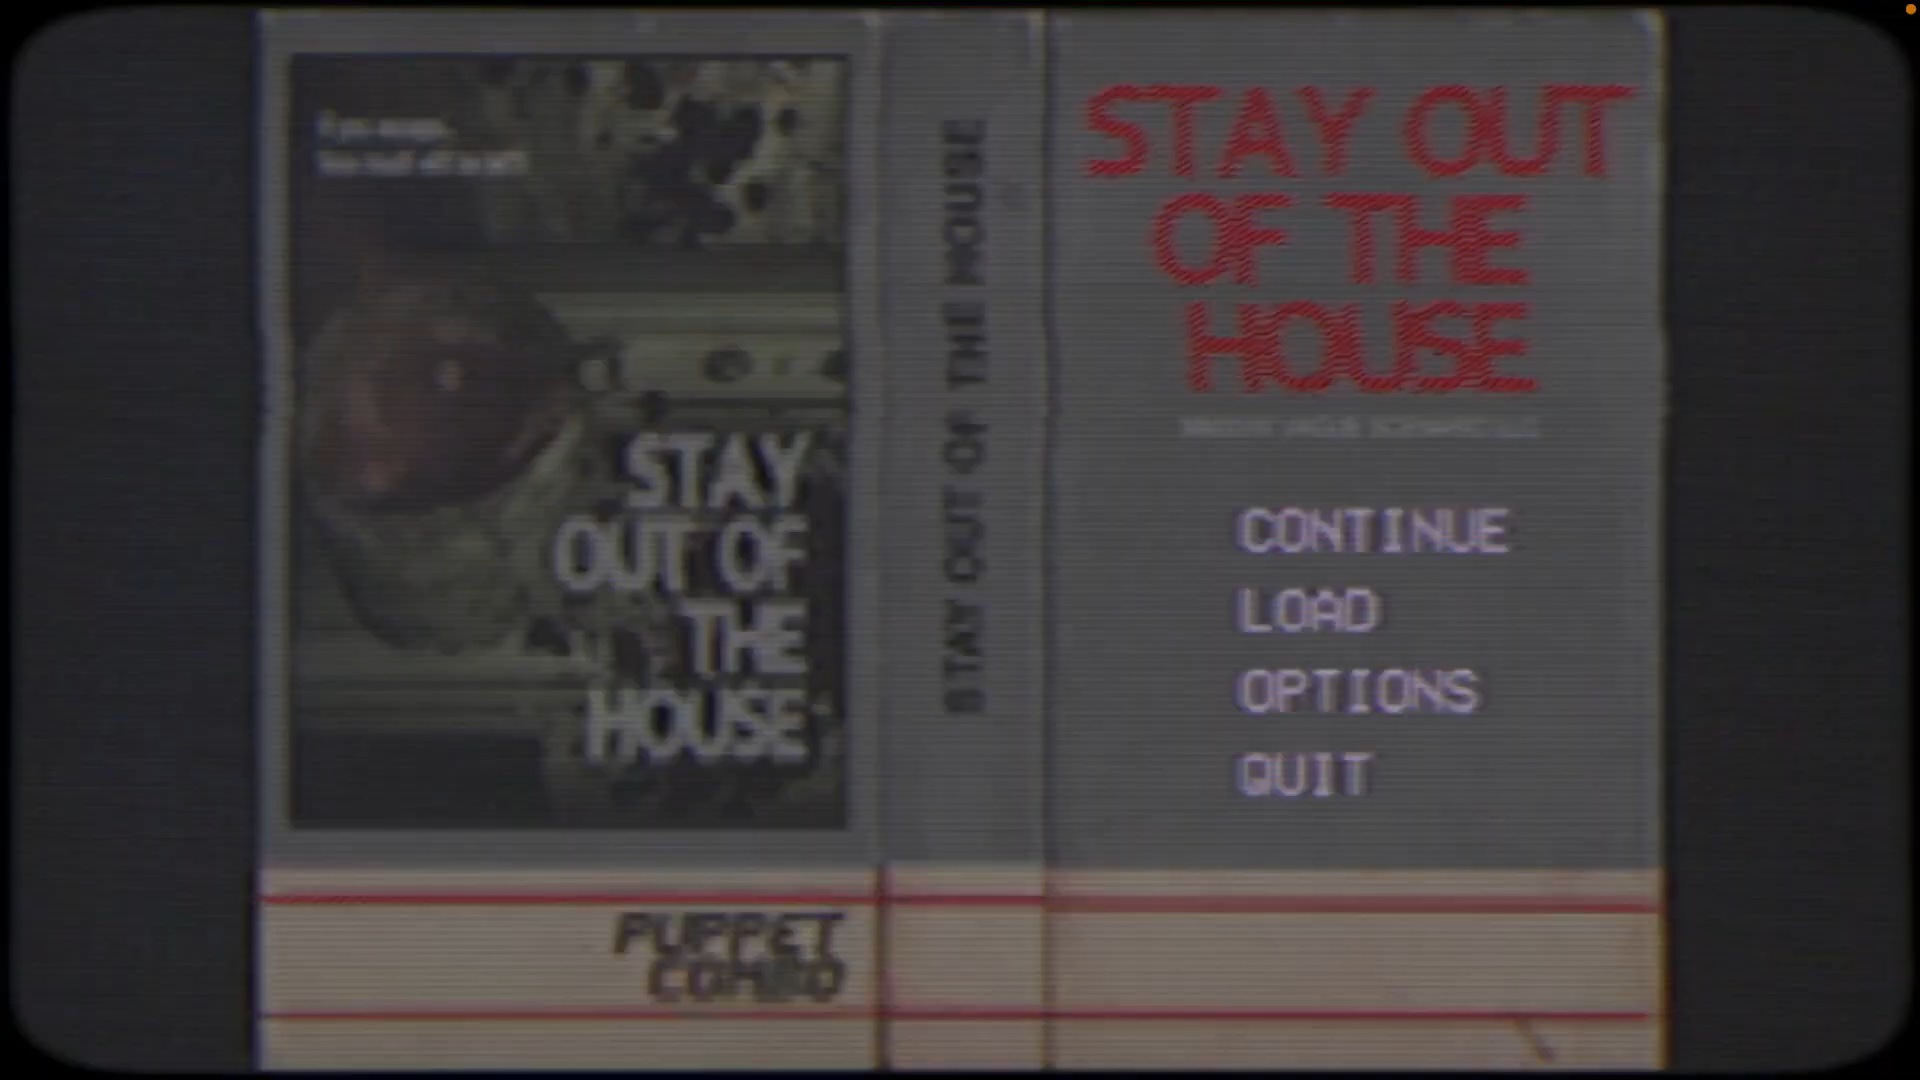 STAY
OUT OF
THE
HOUSE
PUPPET
COMBO
STAY OUT OF THE HOUSE
STAY OUT
OF THE
HOUSE
CONTINUE
LOAD
OPTIONS
QUIT